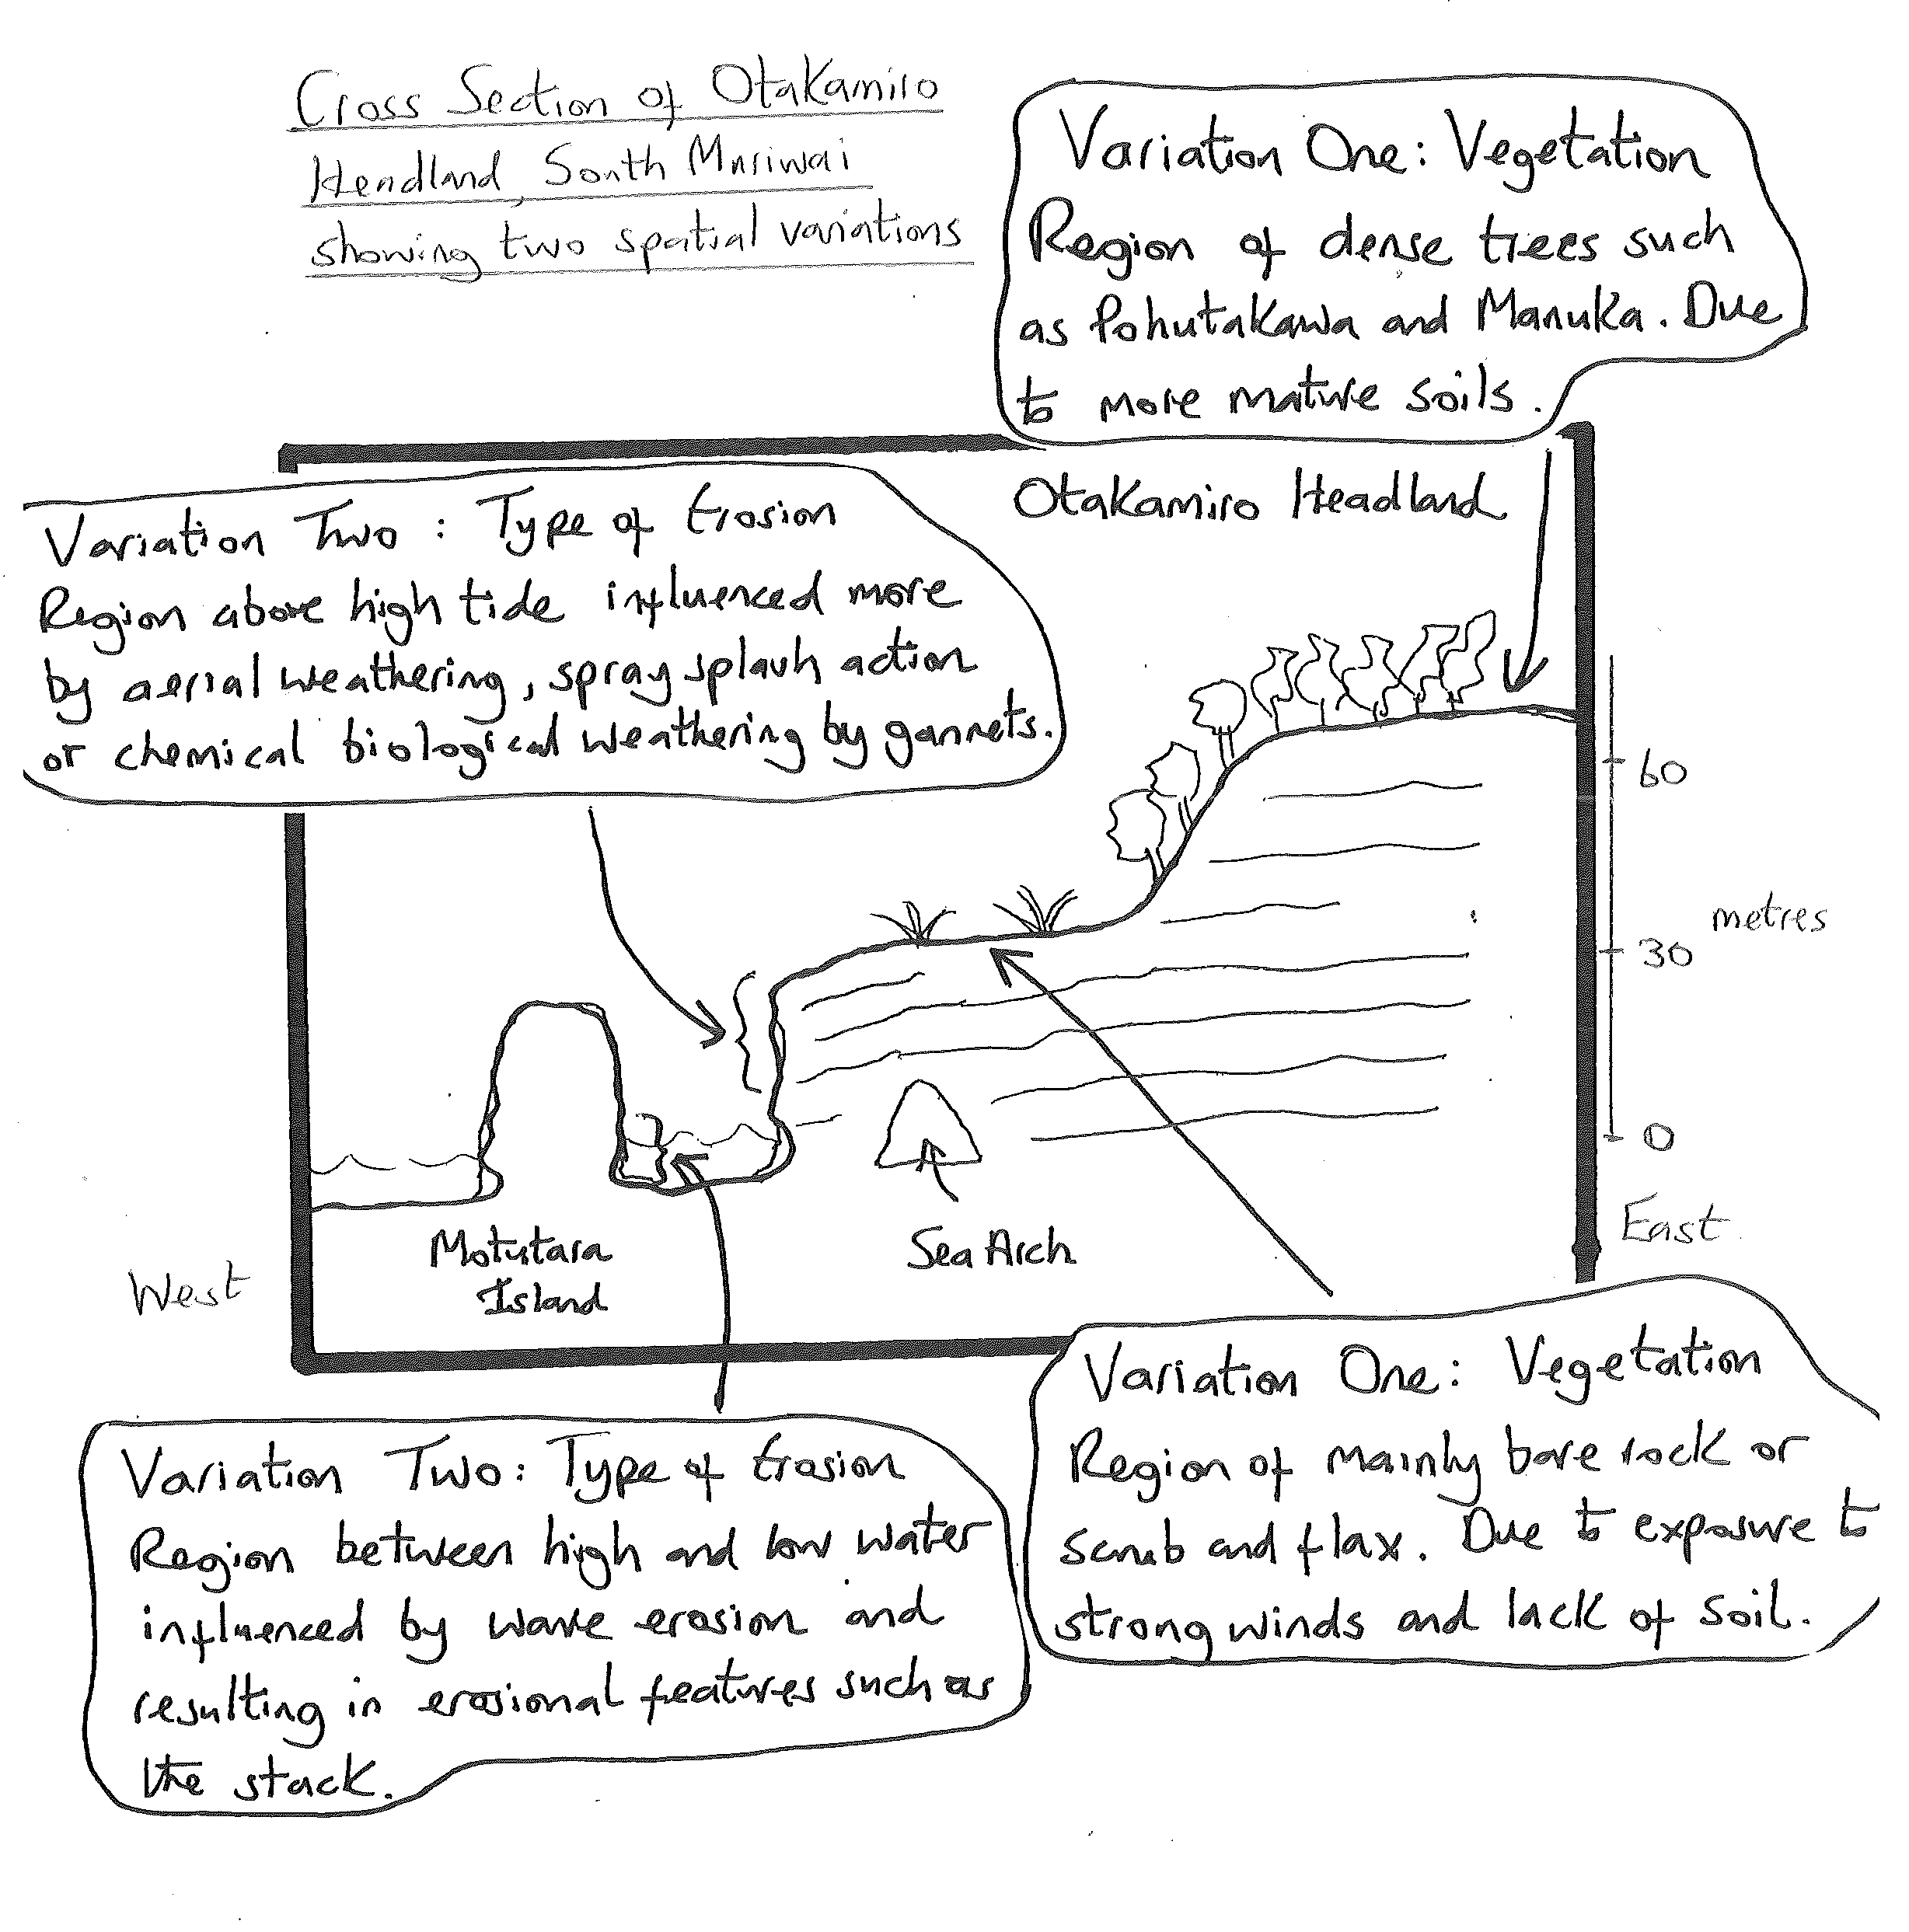 Cross Section of Otakamiro
Headland, South Muriwai
showing two spatial variations
Variation One: Vegetation
Region of dense trees such
as Pohutakawa and Manuka. Due
to more mature soils.
Otakamiro Headland
Variation Two: Type of Erosion
Region above high tide influenced more
by aerial weathering, spray splash action
or chemical biological weathering by gannets.
60
metres
30
0
East
Sea Arch
Motutara
Island
West
Variation One: Vegetation
Region of mainly bare rock or
scrub and flax. Due to exposure to
strong winds and lack of soil.
Variation Two: Type of Erosion
Region between high and low water
influenced by wave erosion and
resulting in erosional features such as
the stack.